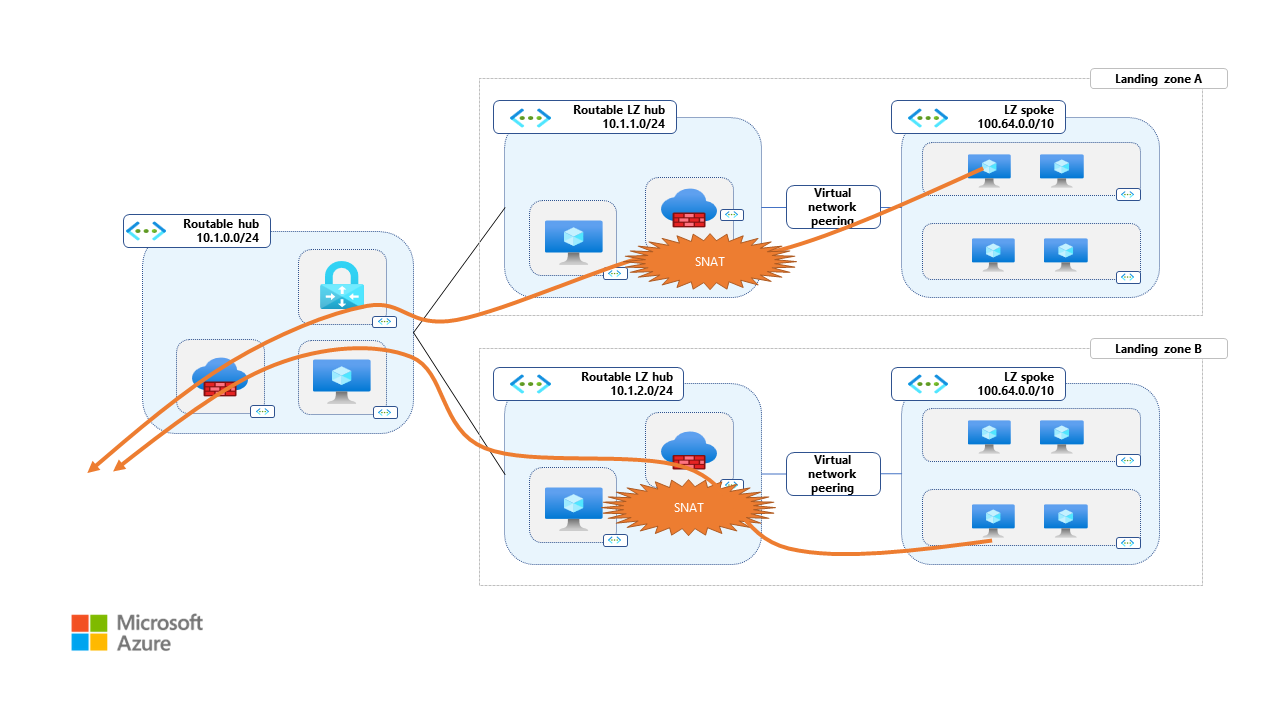 Landing zone A
Routable LZ hub
10.1.1.0/24
LZ spoke
100.64.0.0/10
Virtual
network
peering
SNAT
Routable hub
10.1.0.0/24
Landing zone B
Routable LZ hub
10.1.2.0/24
LZ spoke
100.64.0.0/10
Virtual
network
peering
SNAT
Microsoft
Azure